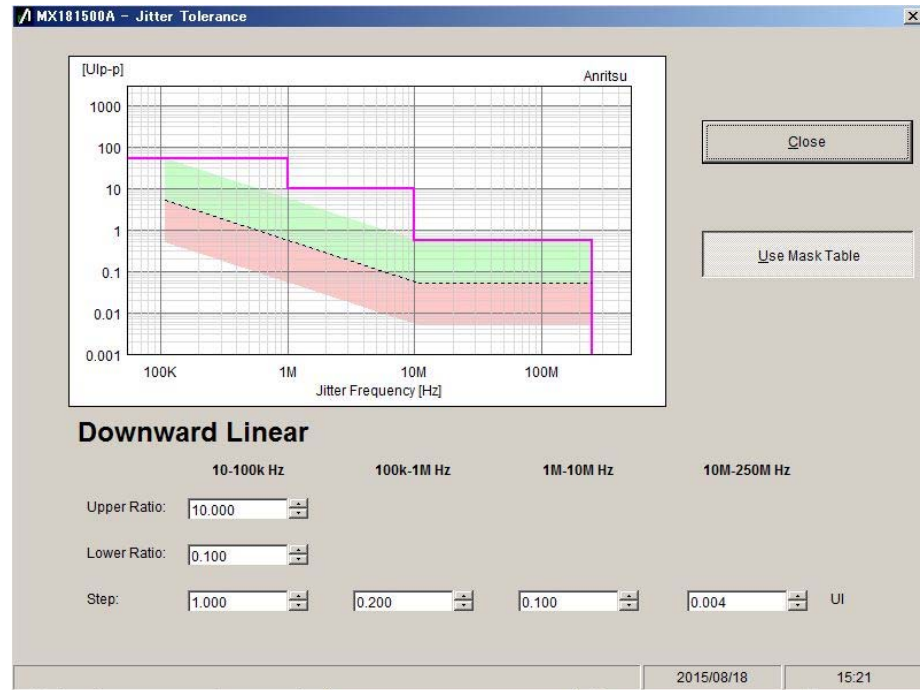 MX181500A - Jitter Tolerance
[UIp-p]
Anritsu
1000
100
10
1
0.1
0.01
0.001
100K 1M 10M 100M
Jitter Frequency [Hz]
Close
Use Mask Table
Downward Linear
10-100k Hz 100k-1M Hz 1M-10M Hz 10M-250M Hz
Upper Ratio: 10.000
Lower Ratio: 0.100
Step: 1.000 0.200 0.100 0.004 UI
2015/08/18 15:21